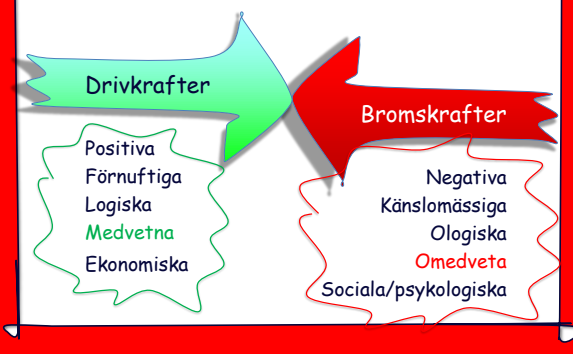 Drivkrafter
Bromskrafter
Positiva
Förnuftiga
Logiska
Medvetna
Ekonomiska
Negativa
Känslomässiga
Ologiska
Omedveta
Sociala/psykologiska